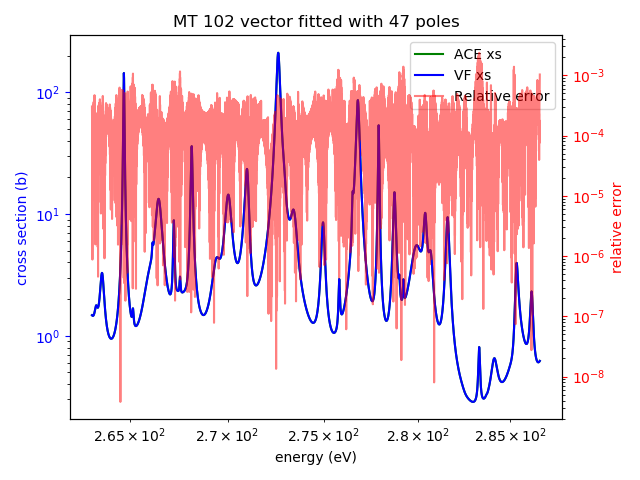 MT 102 vector fitted with 47 poles
ACE xs
VF xs
Relative error
10²
10¹
10⁰
cross section (b)
10⁻³
10⁻⁴
10⁻⁵
10⁻⁶
10⁻⁷
10⁻⁸
relative error
2.65 × 10² 2.7 × 10² 2.75 × 10² 2.8 × 10² 2.85 × 10²
energy (eV)